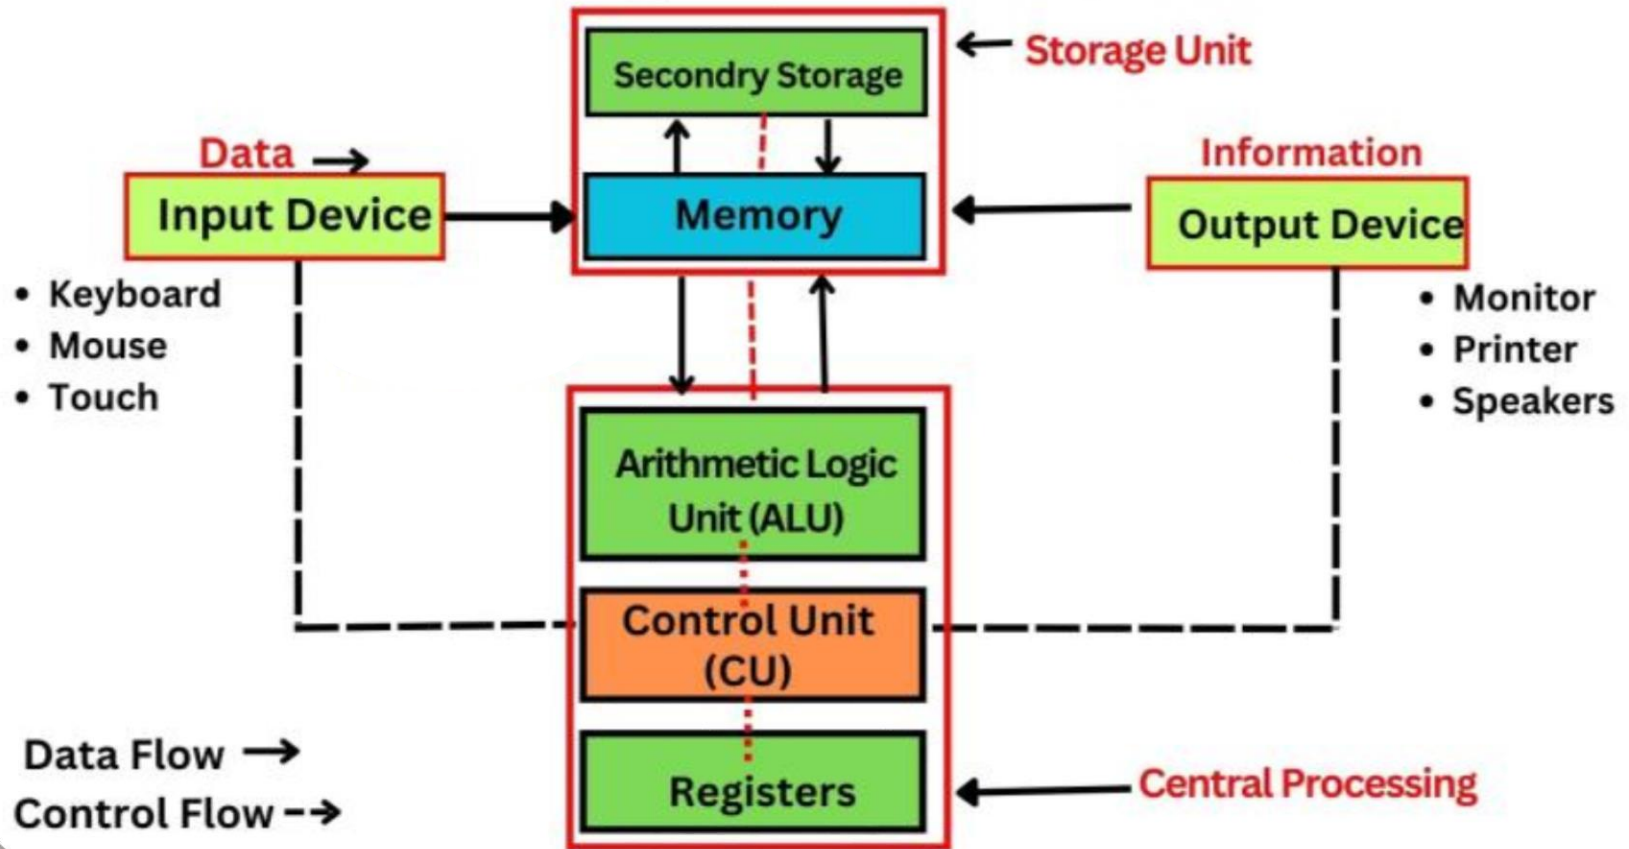 Secondry Storage
Storage Unit
Data
Information
Input Device
Memory
Output Device
• Keyboard
• Mouse
• Touch
• Monitor
• Printer
• Speakers
Arithmetic Logic
Unit (ALU)
Control Unit
(CU)
Data Flow
Control Flow
Registers
Central Processing